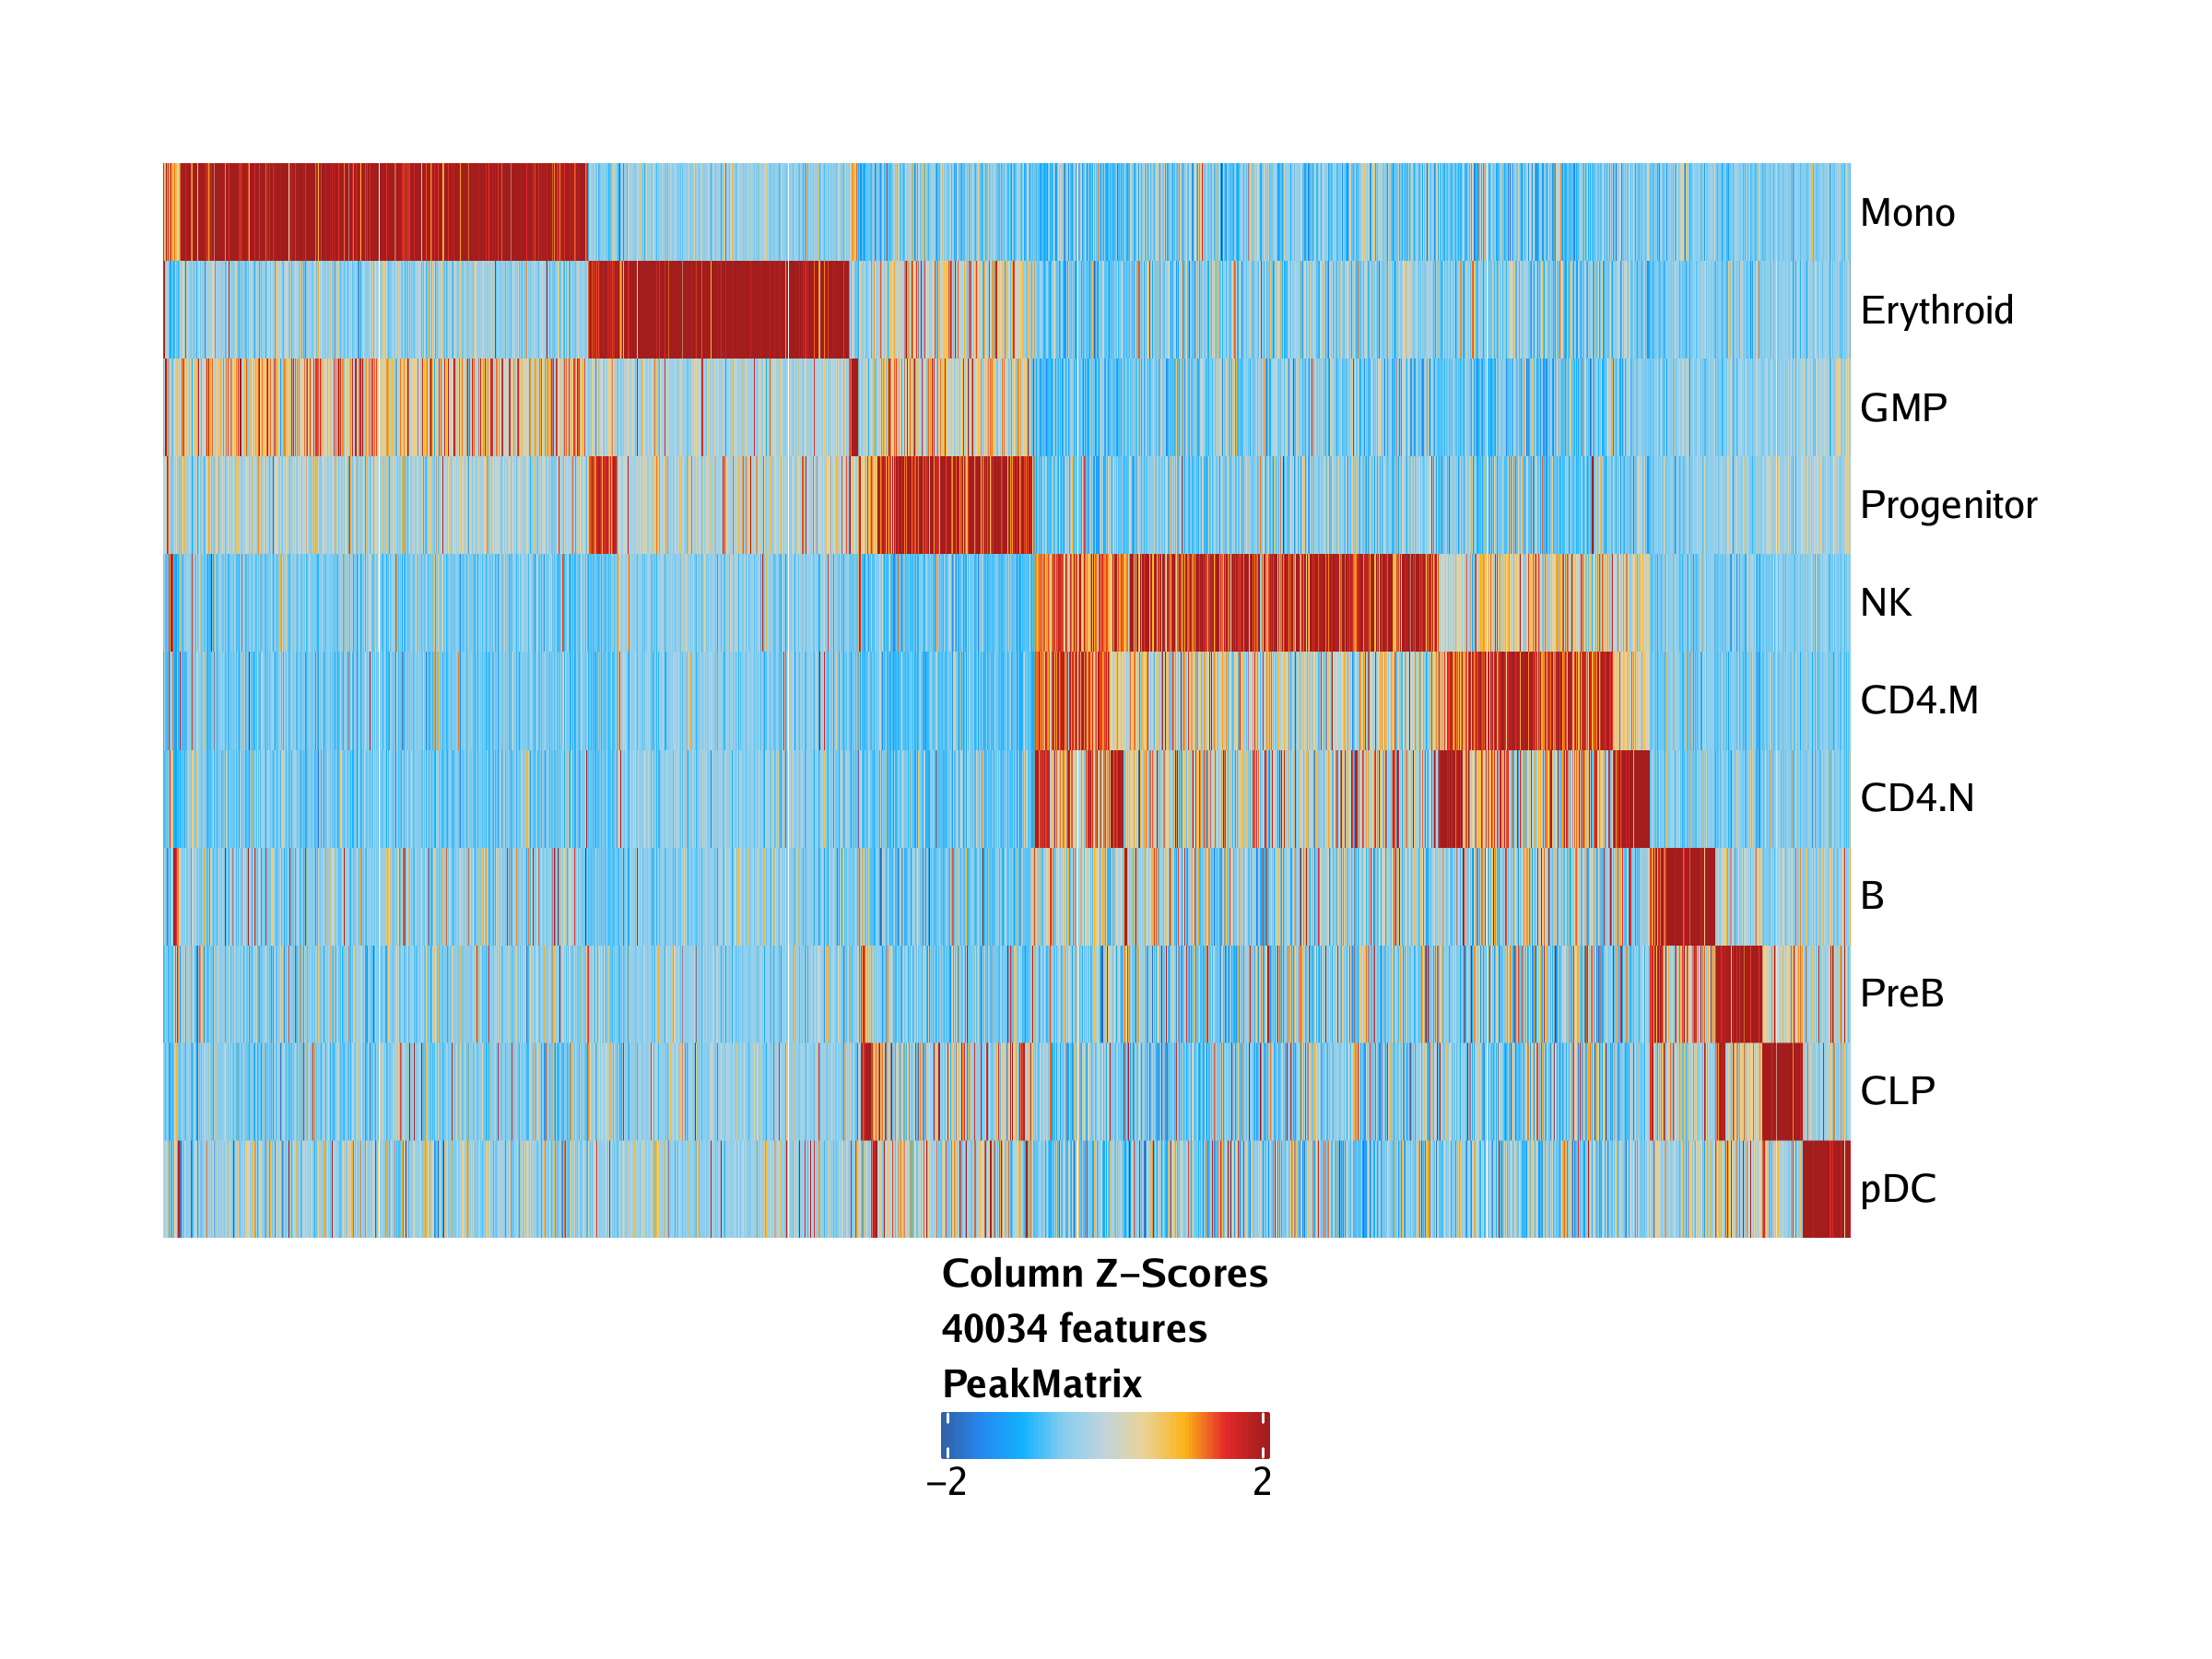 Mono
Erythroid
GMP
Progenitor
NK
CD4.M
CD4.N
B
PreB
CLP
pDC
Column Z−Scores
40034 features
PeakMatrix
−2 2